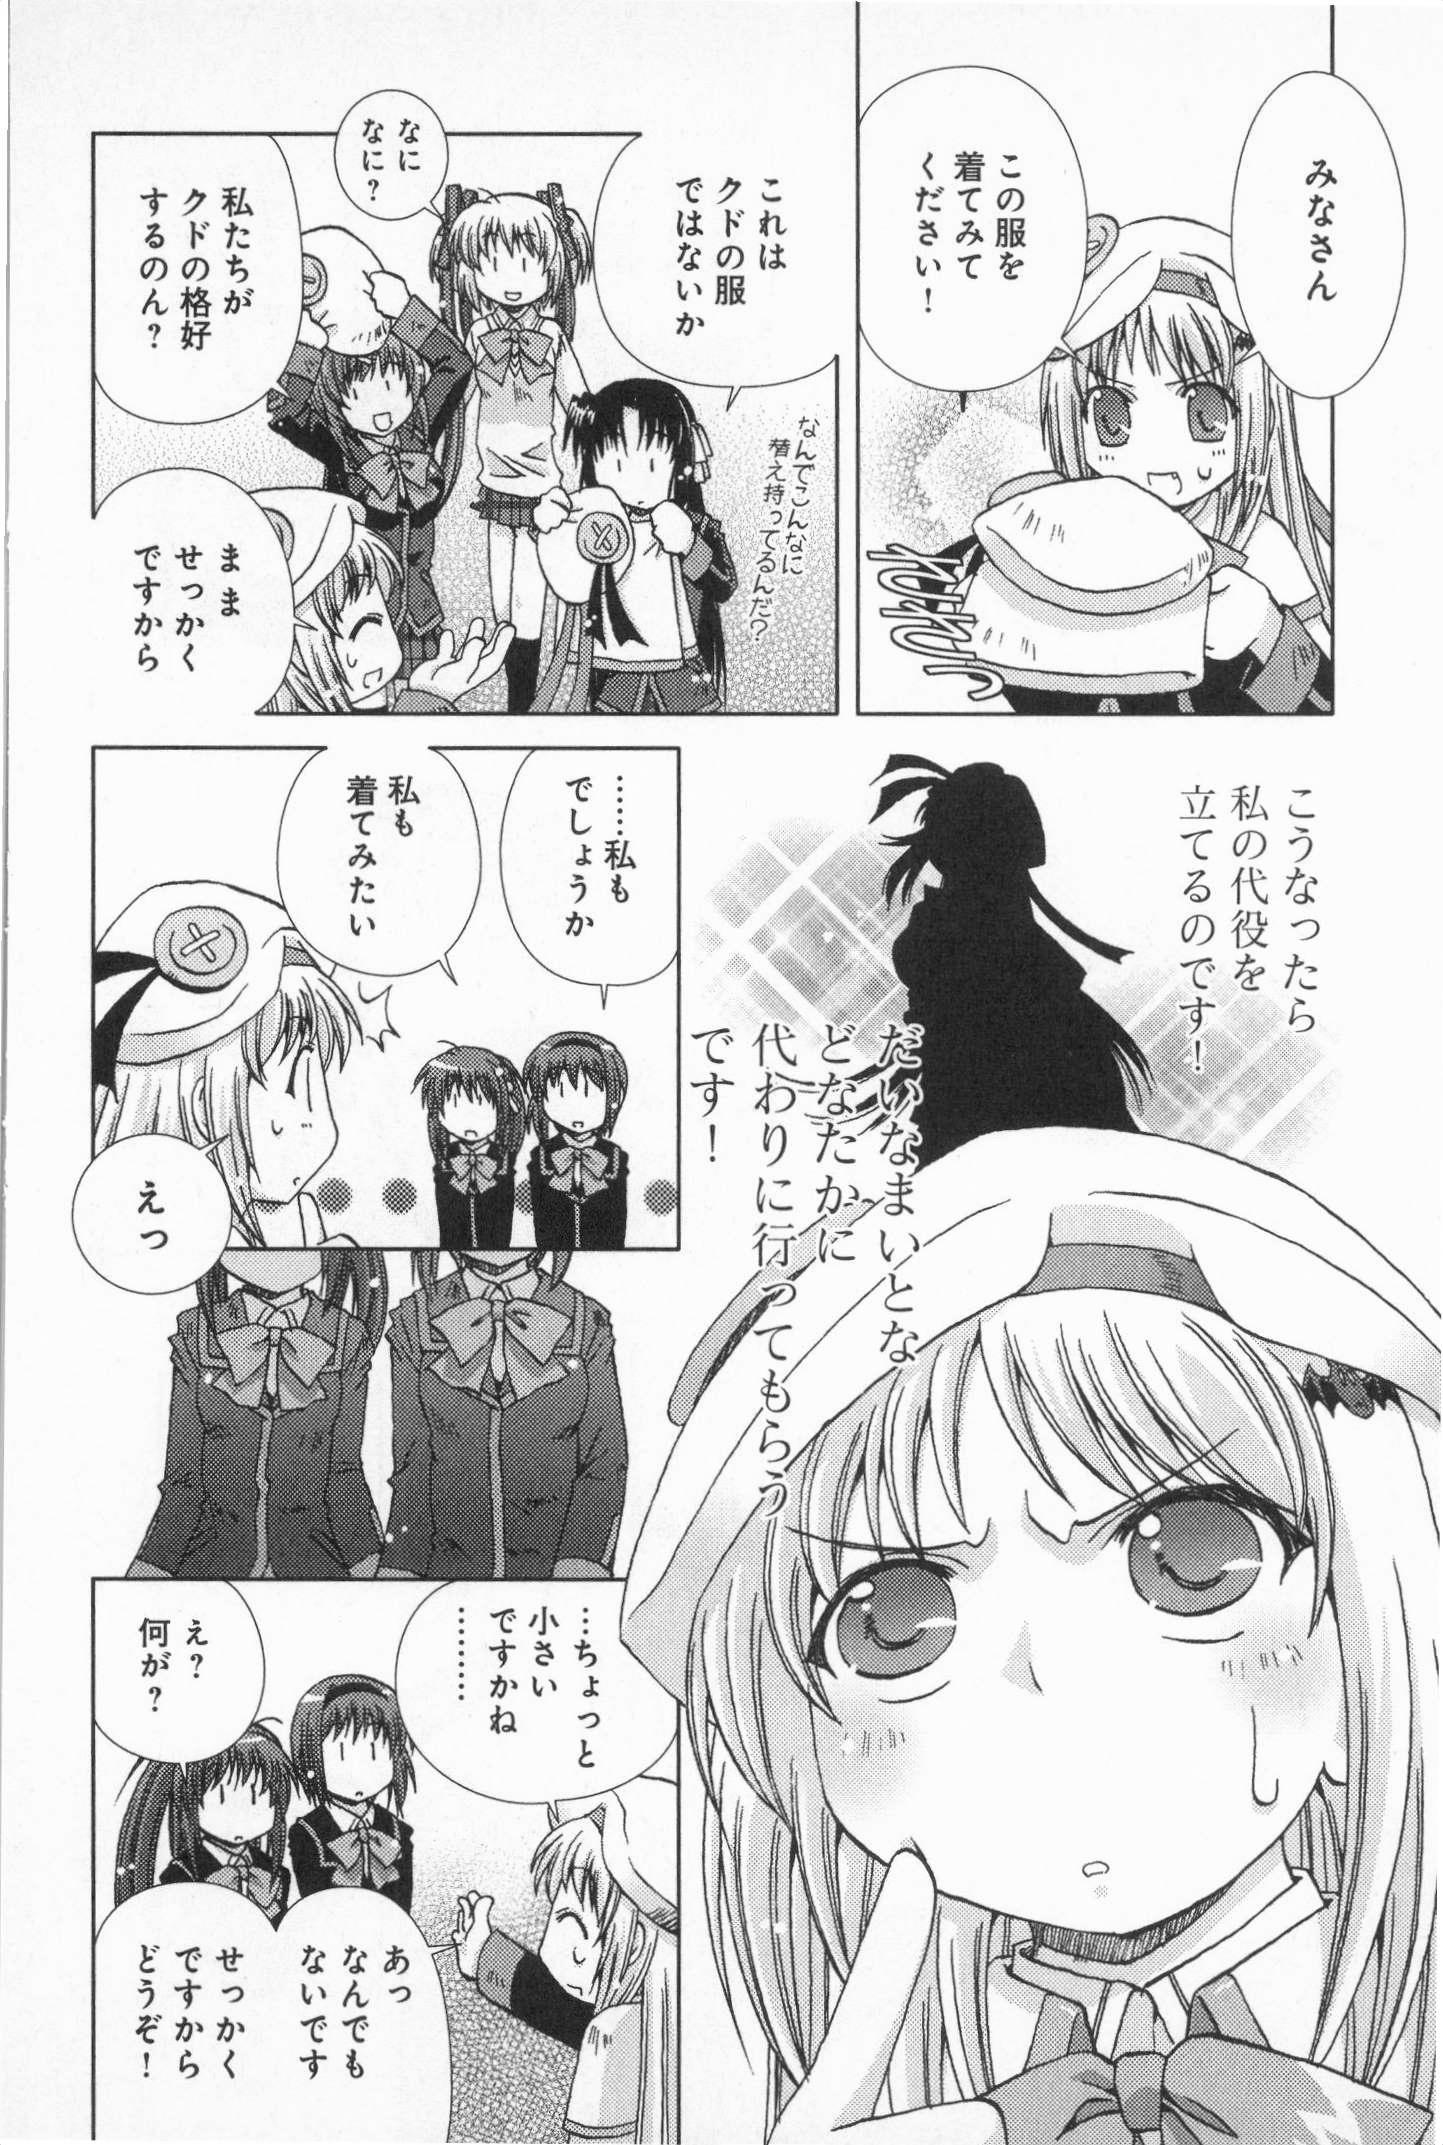 みなさん
この服を
着てみて
ください！
これは
クドの服
ではないか
なんでこんなに
替え持ってるんだ？
なに
なに？
私たちが
クドの格好
するのん？
まま
せっかく
ですから
こうなったら
私の代役を
立てるのです！
だいなまいとな
どなたかに
代わりに行ってもらう
です！
……私も
でしょうか
私も
着てみたい
えっ
…ちょっと
小さい
ですかね
………
え？
何が？
あっ
なんでも
ないです
せっかく
ですから
どうぞ！